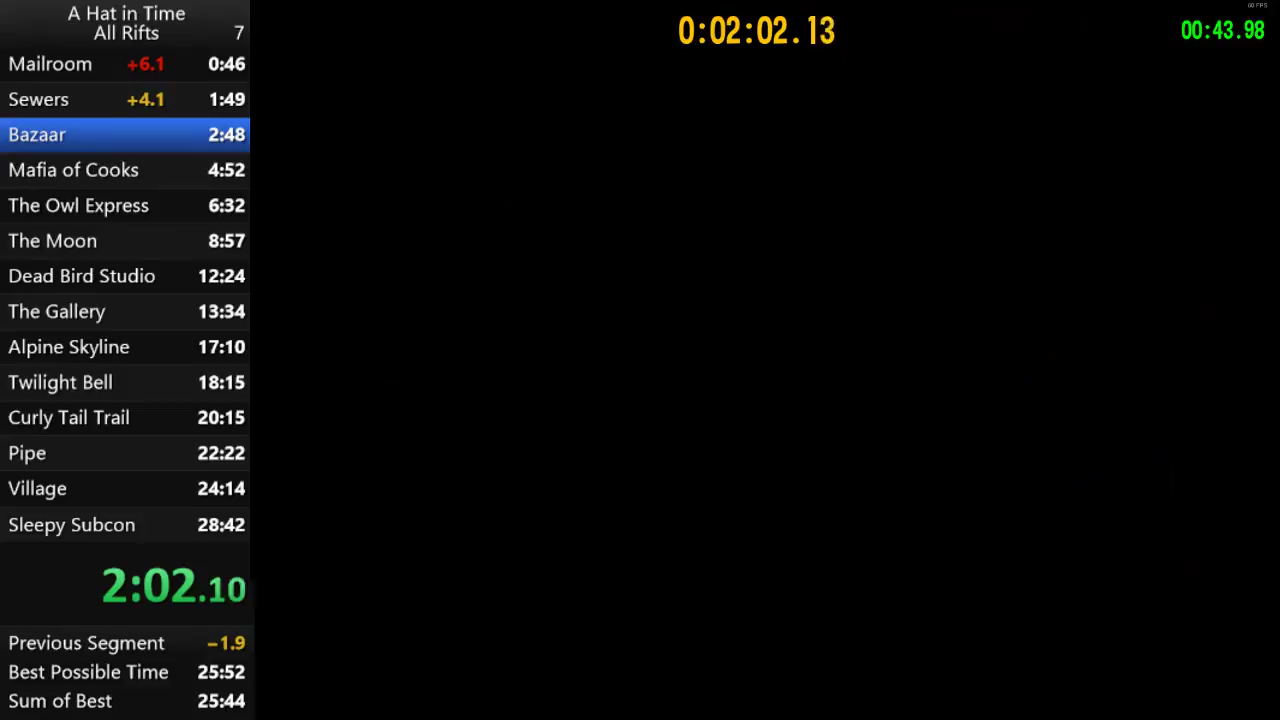 A Hat in Time
All Rifts 7
Mailroom +6.1 0:46
Sewers +4.1 1:49
Bazaar 2:48
Mafia of Cooks 4:52
The Owl Express 6:32
The Moon 8:57
Dead Bird Studio 12:24
The Gallery 13:34
Alpine Skyline 17:10
Twilight Bell 18:15
Curly Tail Trail 20:15
Pipe 22:22
Village 24:14
Sleepy Subcon 28:42
2:02.10
Previous Segment −1.9
Best Possible Time 25:52
Sum of Best 25:44
0:02:02.13
60 FPS
00:43.98